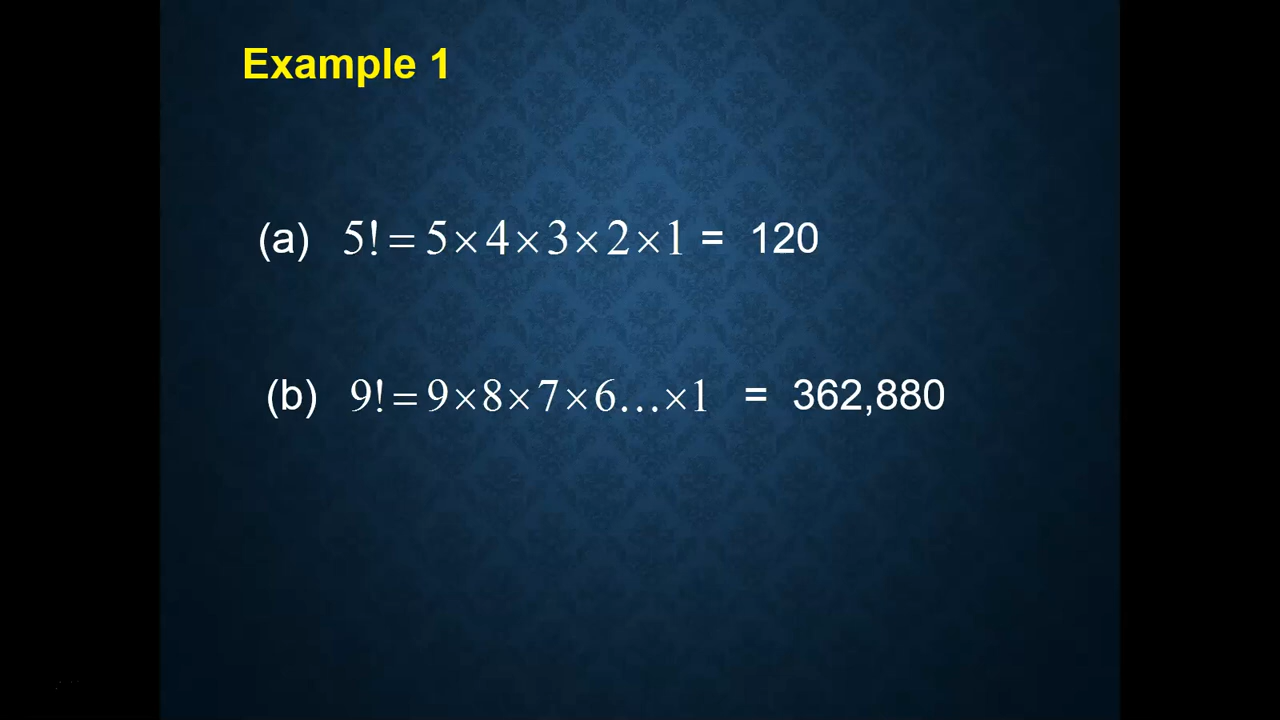 Example 1
(a) 5! = 5 × 4 × 3 × 2 × 1 = 120
(b) 9! = 9 × 8 × 7 × 6... × 1 = 362,880